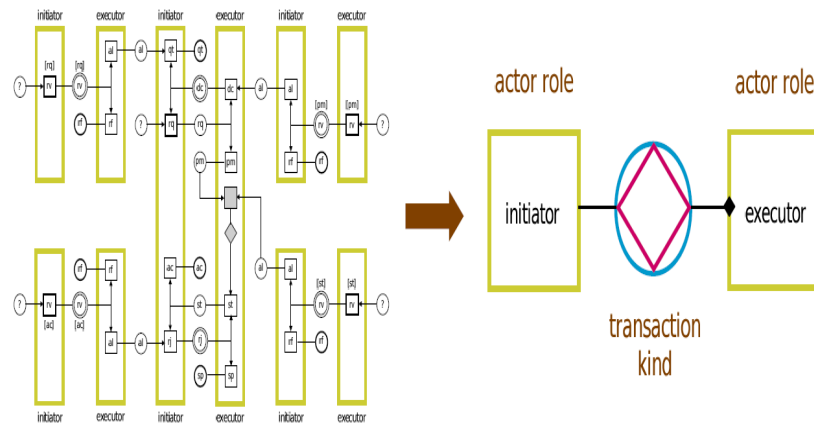 initiator executor initiator executor initiator executor
al al qt qt
[rq] [rq]
? rv rv dc dc al al [pm] [pm]
rf rf ? rq rq rv rv ?
pm pm rf rf
rf rf ac ac al al [st] [st]
? rv rv st st rv rv ?
[ac] [ac] al al rj rj rf rf
sp sp
initiator executor initiator executor initiator executor
actor role actor role
initiator executor
transaction
kind